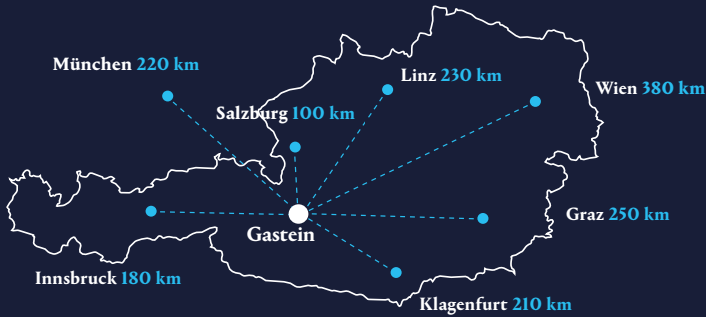 München 220 km
Linz 230 km
Wien 380 km
Salzburg 100 km
Gastein
Graz 250 km
Innsbruck 180 km
Klagenfurt 210 km